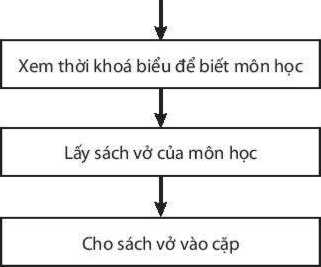 Xem thời khoá biểu để biết môn học
Lấy sách vở của môn học
Cho sách vở vào cặp